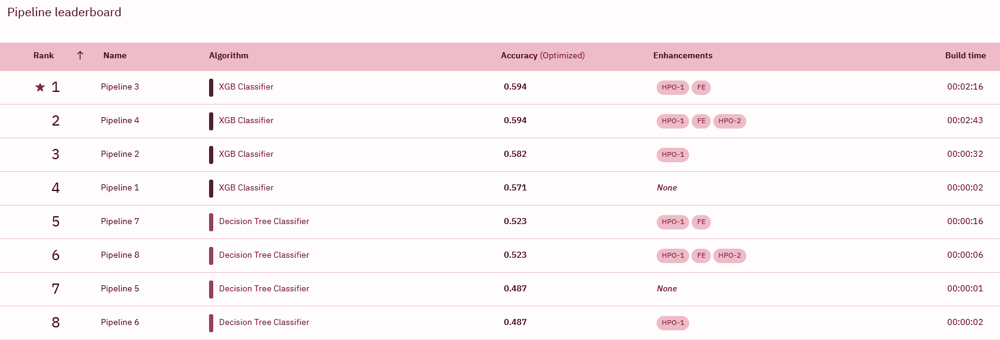 Pipeline leaderboard
Rank ↑ Name Algorithm Accuracy (Optimized) Enhancements Build time
★ 1 Pipeline 3 XGB Classifier 0.594 HPO-1 FE 00:02:16
2 Pipeline 4 XGB Classifier 0.594 HPO-1 FE HPO-2 00:02:43
3 Pipeline 2 XGB Classifier 0.582 HPO-1 00:00:32
4 Pipeline 1 XGB Classifier 0.571 None 00:00:02
5 Pipeline 7 Decision Tree Classifier 0.523 HPO-1 FE 00:00:16
6 Pipeline 8 Decision Tree Classifier 0.523 HPO-1 FE HPO-2 00:00:06
7 Pipeline 5 Decision Tree Classifier 0.487 None 00:00:01
8 Pipeline 6 Decision Tree Classifier 0.487 HPO-1 00:00:02